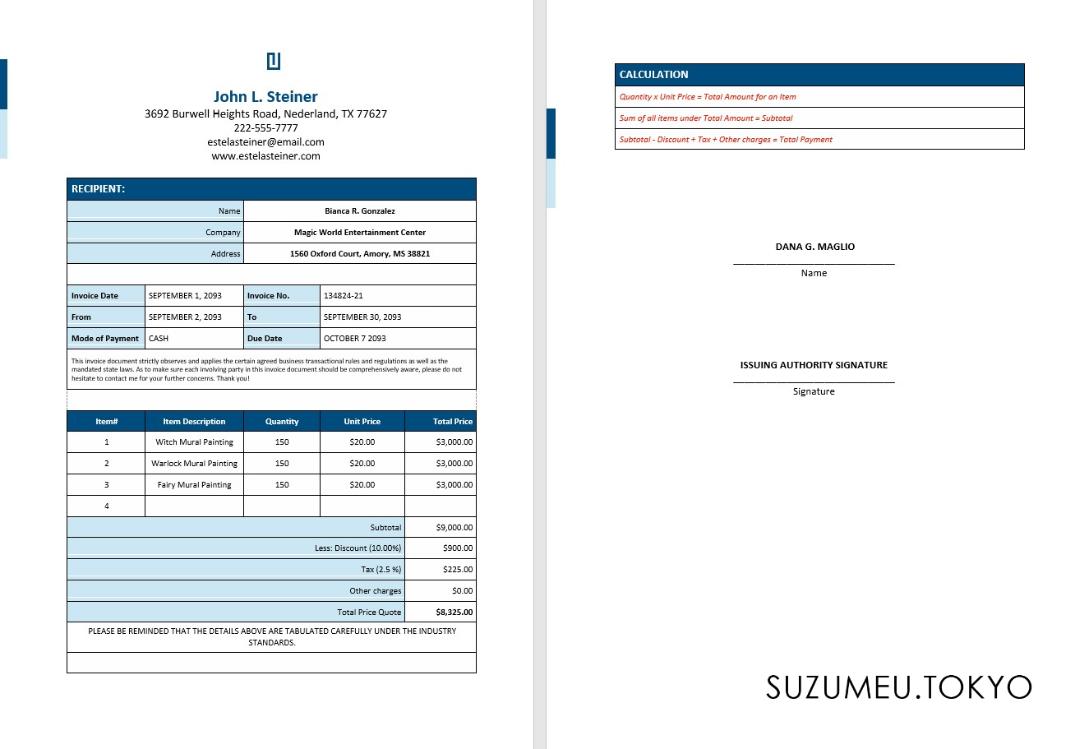 John L. Steiner
3692 Burwell Heights Road, Nederland, TX 77627
222-555-7777
estelasteiner@email.com
www.estelasteiner.com
RECIPIENT:
Name Bianca R. Gonzalez
Company Magic World Entertainment Center
Address 1560 Oxford Court, Amory, MS 38821
Invoice Date SEPTEMBER 1, 2093 Invoice No. 134824-21
From SEPTEMBER 2, 2093 To SEPTEMBER 30, 2093
Mode of Payment CASH Due Date OCTOBER 7 2093
This invoice document strictly observes and applies the certain agreed business transactional rules and regulations as well as the
mandated state laws. As to make sure each involving party in this invoice document should be comprehensively aware, please do not
hesitate to contact me for your further concerns. Thank you!
Item# Item Description Quantity Unit Price Total Price
1 Witch Mural Painting 150 $20.00 $3,000.00
2 Warlock Mural Painting 150 $20.00 $3,000.00
3 Fairy Mural Painting 150 $20.00 $3,000.00
4
Subtotal $9,000.00
Less: Discount (10.00%) $900.00
Tax (2.5 %) $225.00
Other charges $0.00
Total Price Quote $8,325.00
PLEASE BE REMINDED THAT THE DETAILS ABOVE ARE TABULATED CAREFULLY UNDER THE INDUSTRY
STANDARDS.
CALCULATION
Quantity x Unit Price = Total Amount for an Item
Sum of all items under Total Amount = Subtotal
Subtotal - Discount + Tax + Other charges = Total Payment
DANA G. MAGLIO
Name
ISSUING AUTHORITY SIGNATURE
Signature
SUZUMEU.TOKYO